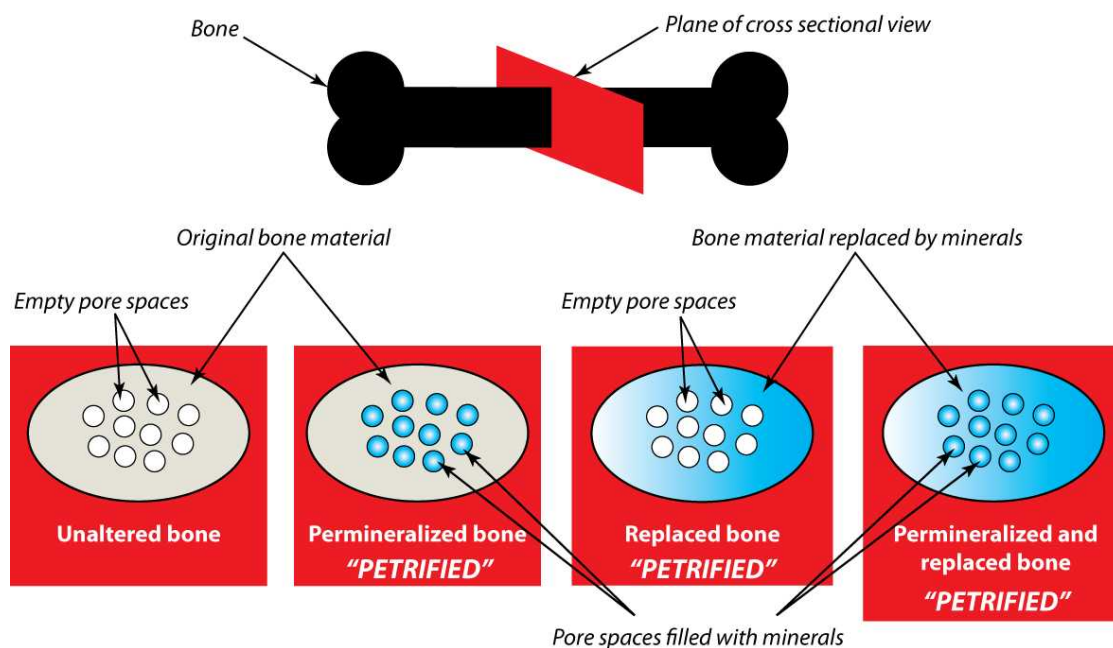 Bone
Plane of cross sectional view
Original bone material
Bone material replaced by minerals
Empty pore spaces
Empty pore spaces
Unaltered bone
Permineralized bone
“PETRIFIED”
Replaced bone
“PETRIFIED”
Permineralized and
replaced bone
“PETRIFIED”
Pore spaces filled with minerals